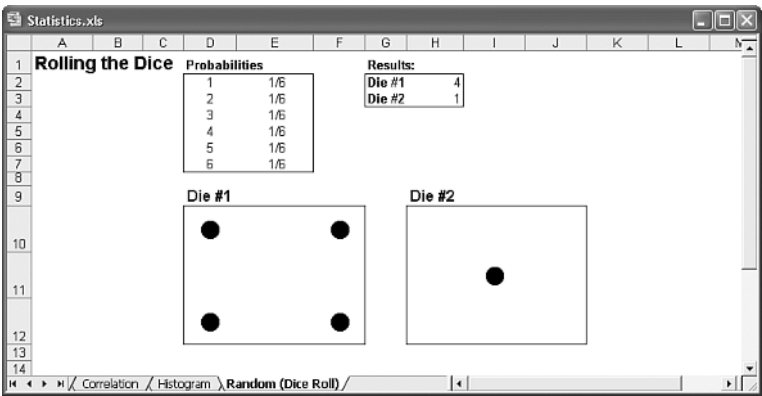 Statistics.xls
A B C D E F G H I J K L
1 Rolling the Dice Probabilities Results:
2 1 1/6 Die #1 4
3 2 1/6 Die #2 1
4 3 1/6
5 4 1/6
6 5 1/6
7 6 1/6
8
9 Die #1 Die #2
10
11
12
13
14
Correlation Histogram Random (Dice Roll)